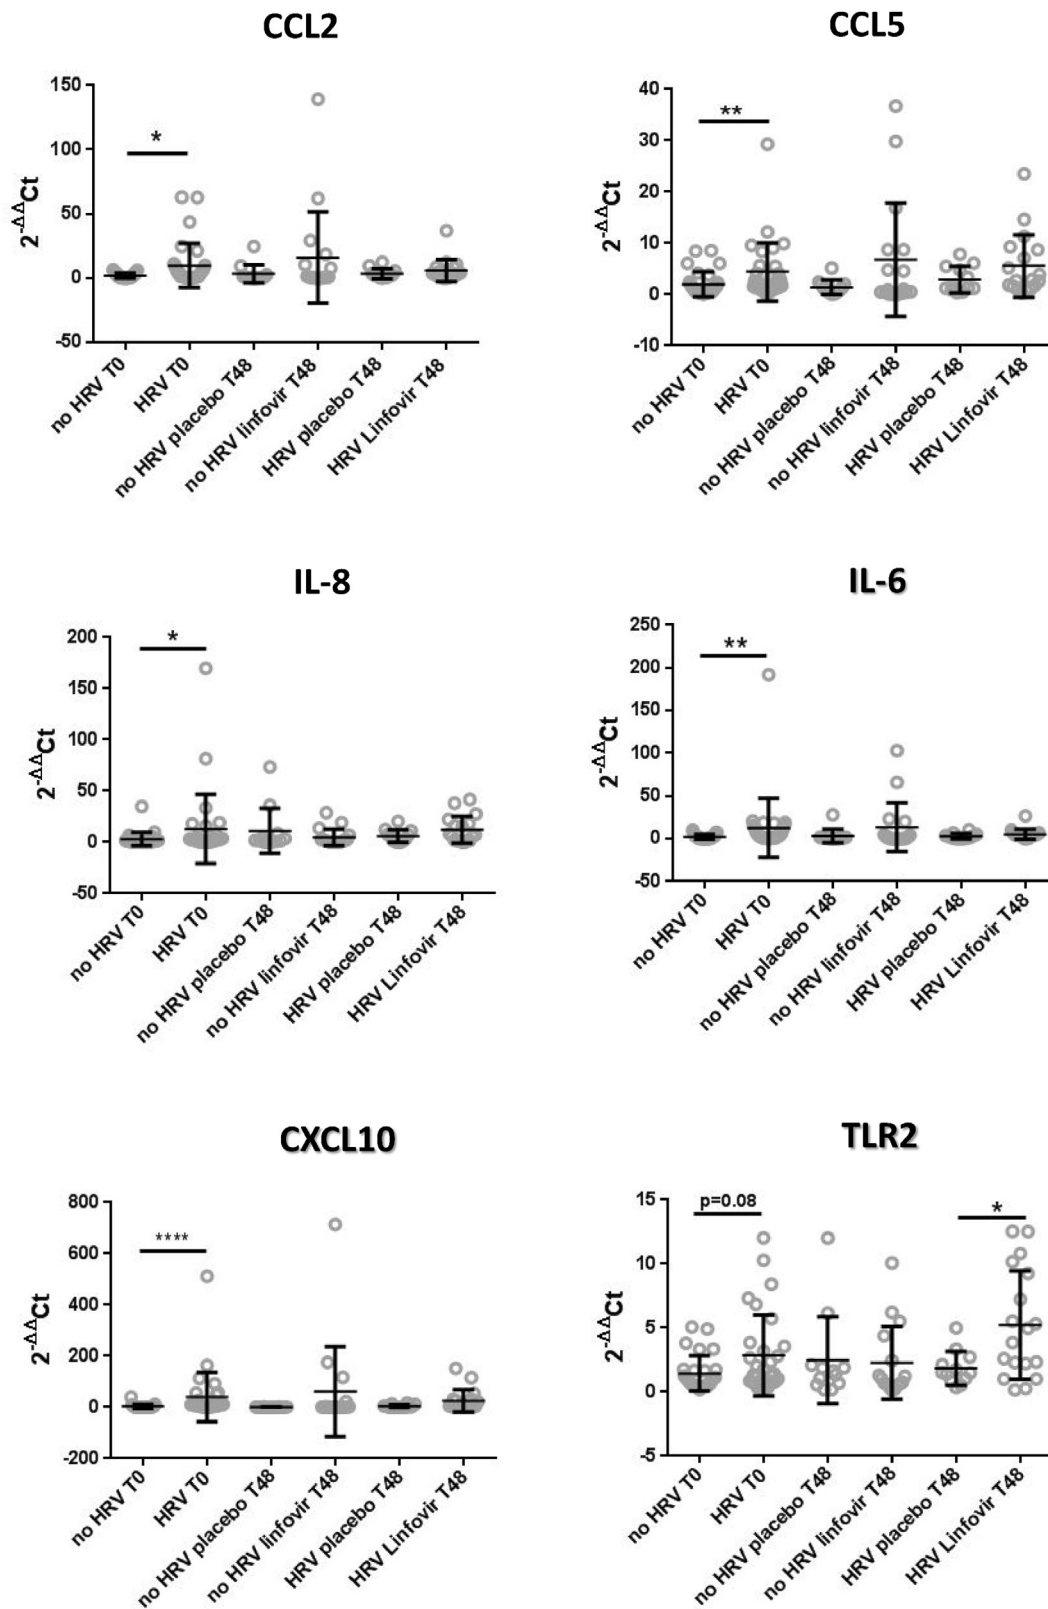 CCL2
150
100
50
0
-50
2^-ΔΔCt
*
no HRV T0
HRV T0
no HRV placebo T48
no HRV linfovir T48
HRV placebo T48
HRV Linfovir T48
CCL5
40
30
20
10
0
-10
2^-ΔΔCt
**
no HRV T0
HRV T0
no HRV placebo T48
no HRV linfovir T48
HRV placebo T48
HRV Linfovir T48
IL-8
200
150
100
50
0
-50
2^-ΔΔCt
*
no HRV T0
HRV T0
no HRV placebo T48
no HRV linfovir T48
HRV placebo T48
HRV Linfovir T48
IL-6
250
200
150
100
50
0
-50
2^-ΔΔCt
**
no HRV T0
HRV T0
no HRV placebo T48
no HRV linfovir T48
HRV placebo T48
HRV Linfovir T48
CXCL10
800
600
400
200
0
-200
2^-ΔΔCt
****
no HRV T0
HRV T0
no HRV placebo T48
no HRV linfovir T48
HRV placebo T48
HRV Linfovir T48
TLR2
15
10
5
0
-5
2^-ΔΔCt
p=0.08
*
no HRV T0
HRV T0
no HRV placebo T48
no HRV linfovir T48
HRV placebo T48
HRV Linfovir T48